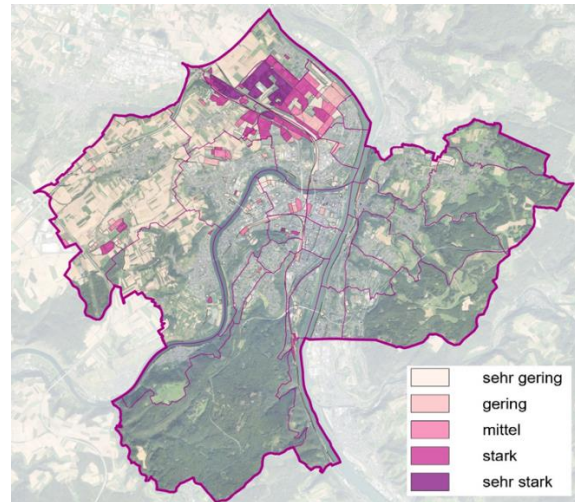 sehr gering
gering
mittel
stark
sehr stark